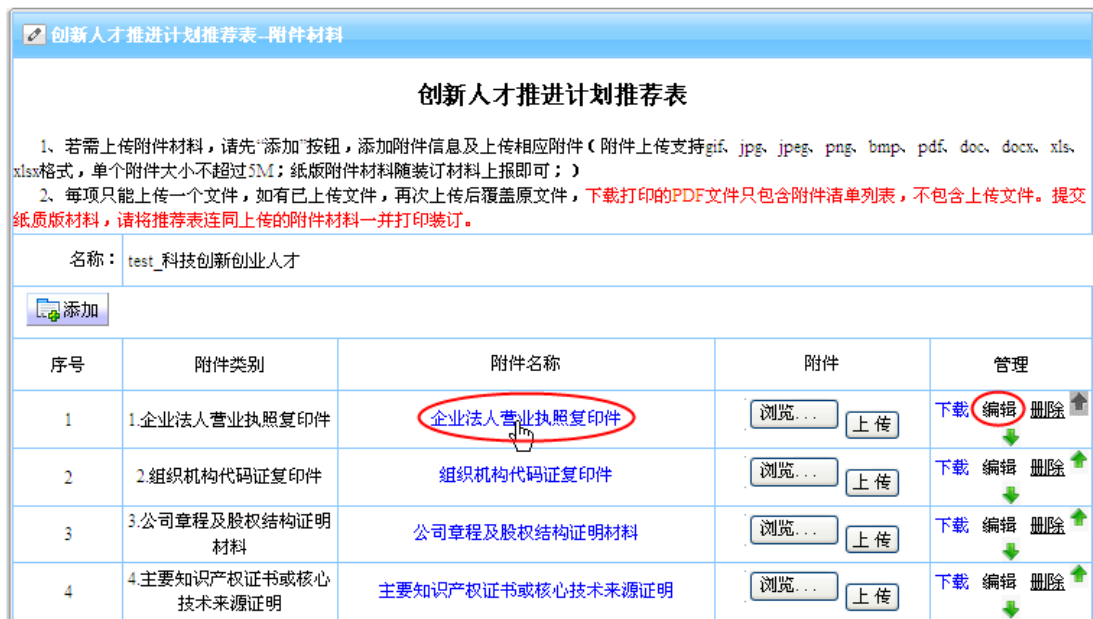 创新人才推进计划推荐表--附件材料
创新人才推进计划推荐表
1、若需上传附件材料，请先“添加”按钮，添加附件信息及上传相应附件（附件上传支持gif、jpg、jpeg、png、bmp、pdf、doc、docx、xls、
xlsx格式，单个附件大小不超过5M；纸版附件材料随装订材料上报即可；）
2、每项只能上传一个文件，如有已上传文件，再次上传后覆盖原文件，下载打印的PDF文件只包含附件清单列表，不包含上传文件。提交
纸质版材料，请将推荐表连同上传的附件材料一并打印装订。
名称： test_科技创新创业人才
添加
序号 附件类别 附件名称 附件 管理
1 1.企业法人营业执照复印件 企业法人营业执照复印件 浏览... 上传 下载 编辑 删除
2 2.组织机构代码证复印件 组织机构代码证复印件 浏览... 上传 下载 编辑 删除
3 3.公司章程及股权结构证明 公司章程及股权结构证明材料 浏览... 上传 下载 编辑 删除
材料
4 4.主要知识产权证书或核心 主要知识产权证书或核心技术来源证明 浏览... 上传 下载 编辑 删除
技术来源证明